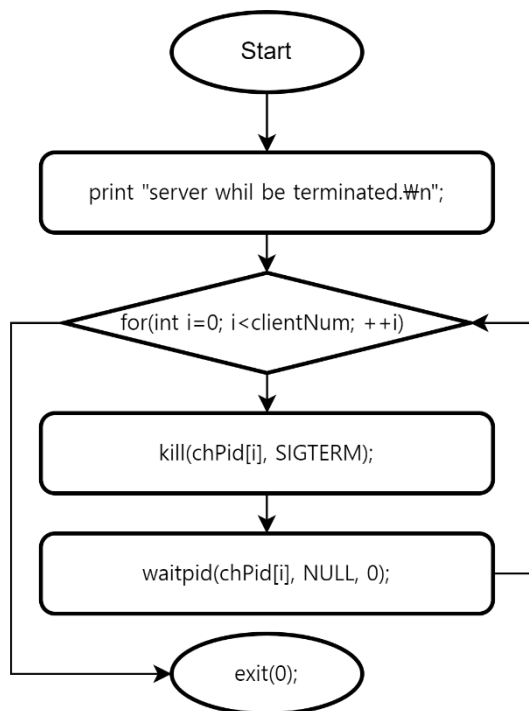 Start
print "server whil be terminated.₩n";
for(int i=0; i<clientNum; ++i)
kill(chPid[i], SIGTERM);
waitpid(chPid[i], NULL, 0);
exit(0);